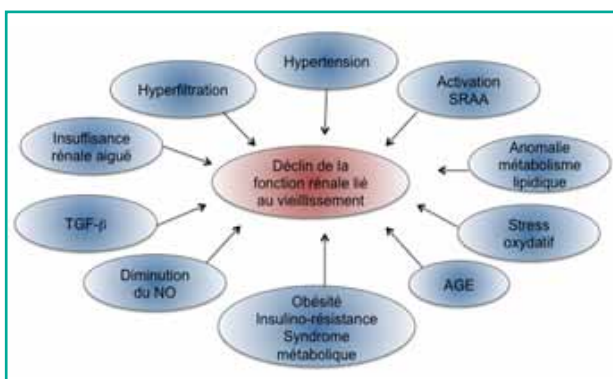 Hypertension
Hyperfiltration
Activation
SRAA
Insuffisance
rénale aiguë
Déclin de la
fonction rénale lié
au vieillissement
Anomalie
métabolisme
lipidique
TGF-β
Stress
oxydatif
Diminution
du NO
AGE
Obésité
Insulino-résistance
Syndrome
métabolique